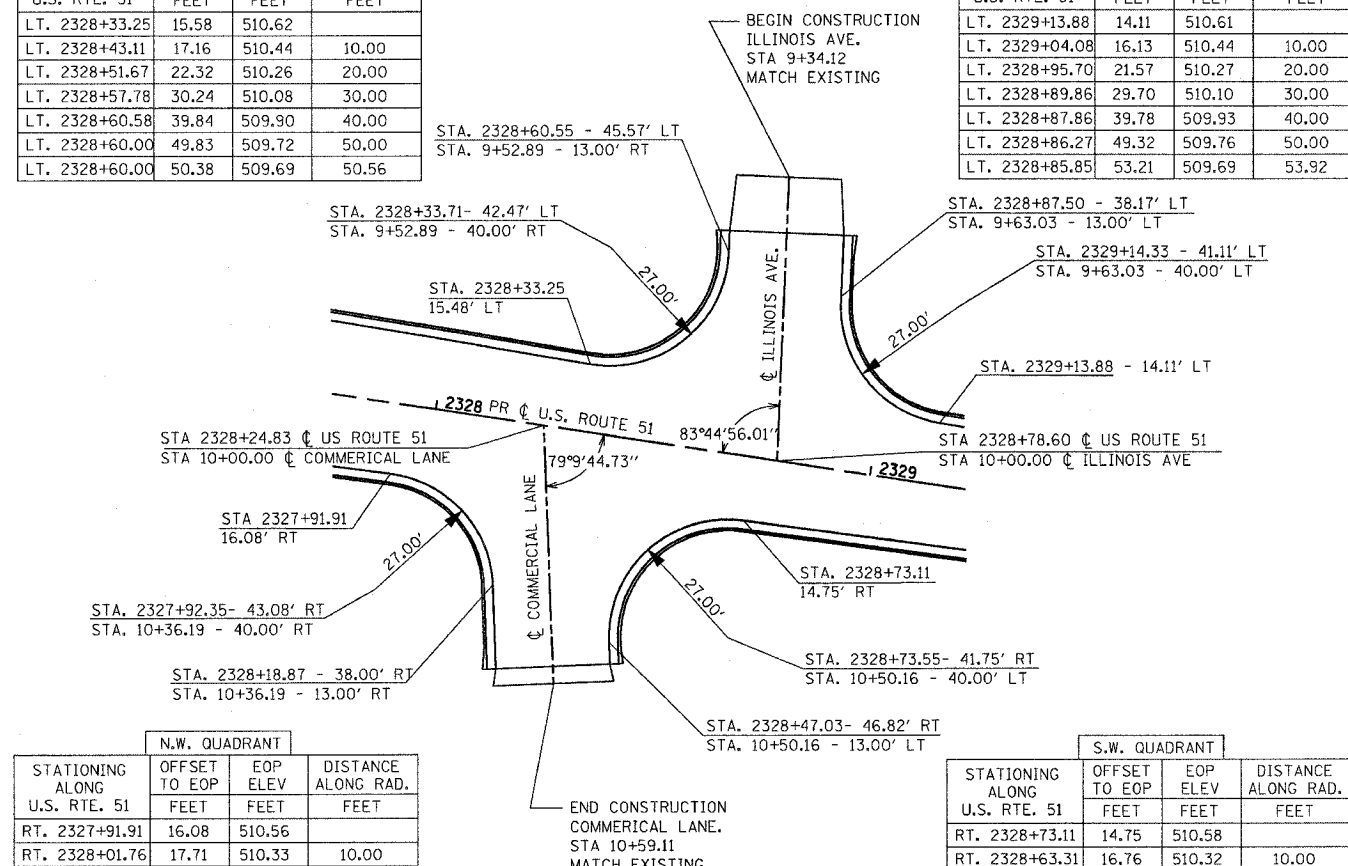 U.S. RTE. 51 FEET FEET FEET
LT. 2328+33.25 15.58 510.62
LT. 2328+43.11 17.16 510.44 10.00
LT. 2328+51.67 22.32 510.26 20.00
LT. 2328+57.78 30.24 510.08 30.00
LT. 2328+60.58 39.84 509.90 40.00
LT. 2328+60.00 49.83 509.72 50.00
LT. 2328+60.00 50.38 509.69 50.56
BEGIN CONSTRUCTION
ILLINOIS AVE.
STA 9+34.12
MATCH EXISTING
U.S. RTE. 51 FEET FEET FEET
LT. 2329+13.88 14.11 510.61
LT. 2329+04.08 16.13 510.44 10.00
LT. 2328+95.70 21.57 510.27 20.00
LT. 2328+89.86 29.70 510.10 30.00
LT. 2328+87.86 39.78 509.93 40.00
LT. 2328+86.27 49.32 509.76 50.00
LT. 2328+85.85 53.21 509.69 53.92
STA. 2328+60.55 - 45.57' LT
STA. 9+52.89 - 13.00' RT
STA. 2328+33.71- 42.47' LT
STA. 9+52.89 - 40.00' RT
STA. 2328+33.25
15.48' LT
27.00'
℄ ILLINOIS AVE.
STA. 2328+87.50 - 38.17' LT
STA. 9+63.03 - 13.00' LT
STA. 2329+14.33 - 41.11' LT
STA. 9+63.03 - 40.00' LT
27.00'
STA. 2329+13.88 - 14.11' LT
2328 PR ℄ U.S. ROUTE 51
83°44'56.01''
STA 2328+24.83 ℄ US ROUTE 51
STA 10+00.00 ℄ COMMERICAL LANE
79°9'44.73''
STA 2328+78.60 ℄ US ROUTE 51
STA 10+00.00 ℄ ILLINOIS AVE
2329
STA 2327+91.91
16.08' RT
27.00'
℄ COMMERCIAL LANE
27.00'
STA. 2328+73.11
14.75' RT
STA. 2327+92.35- 43.08' RT
STA. 10+36.19 - 40.00' RT
STA. 2328+18.87 - 38.00' RT
STA. 10+36.19 - 13.00' RT
STA. 2328+73.55- 41.75' RT
STA. 10+50.16 - 40.00' LT
STA. 2328+47.03- 46.82' RT
STA. 10+50.16 - 13.00' LT
END CONSTRUCTION
COMMERICAL LANE.
STA 10+59.11
MATCH EXISTING
N.W. QUADRANT
STATIONING OFFSET EOP DISTANCE
ALONG TO EOP ELEV ALONG RAD.
U.S. RTE. 51 FEET FEET FEET
RT. 2327+91.91 16.08 510.56
RT. 2328+01.76 17.71 510.33 10.00
S.W. QUADRANT
STATIONING OFFSET EOP DISTANCE
ALONG TO EOP ELEV ALONG RAD.
U.S. RTE. 51 FEET FEET FEET
RT. 2328+73.11 14.75 510.58
RT. 2328+63.31 16.76 510.32 10.00